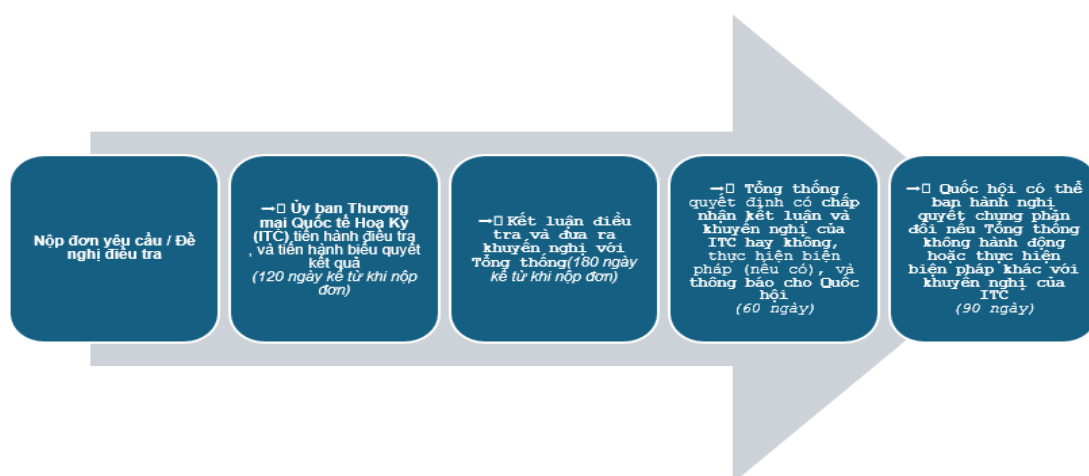 Nộp đơn yêu cầu / Đề
nghị điều tra
→□ Ủy ban Thương
mại Quốc tế Hoa Kỳ
(ITC) tiến hành điều tra
, và tiến hành biểu quyết
kết quả
(120 ngày kể từ khi nộp
đơn)
→□ Kết luận điều
tra và đưa ra
khuyến nghị với
Tổng thống(180 ngày
kể từ khi nộp đơn)
→□ Tổng thống
quyết định có chấp
nhận kết luận và
khuyến nghị của
ITC hay không,
thực hiện biện
pháp (nếu có), và
thông báo cho Quốc
hội
(60 ngày)
→□ Quốc hội có thể
ban hành nghị
quyết chung phản
đối nếu Tổng thống
không hành động
hoặc thực hiện
biện pháp khác với
khuyến nghị của
ITC
(90 ngày)